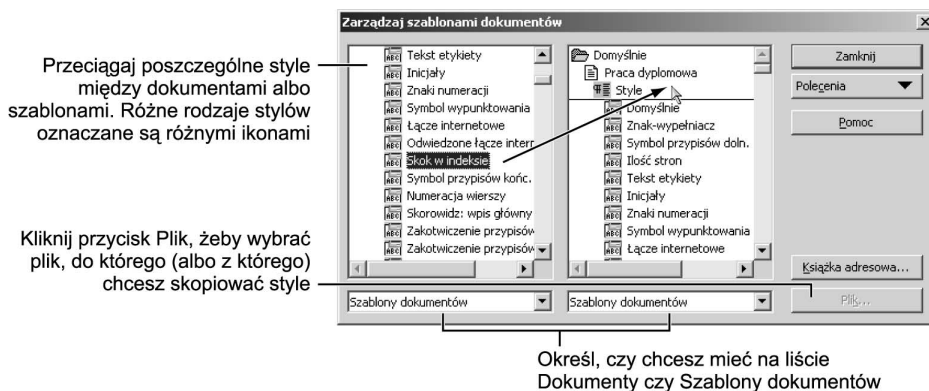 Zarządzaj szablonami dokumentów
Przeciągaj poszczególne style
między dokumentami albo
szablonami. Różne rodzaje stylów
oznaczane są różnymi ikonami
Kliknij przycisk Plik, żeby wybrać
plik, do którego (albo z którego)
chcesz skopiować style
Tekst etykiety
Inicjały
Znaki numeracji
Symbol wypunktowania
Łącze internetowe
Odwiedzone łącze intern
Skok w indeksie
Symbol przypisów końc.
Numeracja wierszy
Skorowidz: wpis główny
Zakotwiczenie przypisów
Zakotwiczenie przypisów
Szablony dokumentów
Domyślnie
Praca dyplomowa
Style
Domyślnie
Znak-wypełniacz
Symbol przypisów doln.
Ilość stron
Tekst etykiety
Inicjały
Znaki numeracji
Symbol wypunktowania
Łącze internetowe
Szablony dokumentów
Zamknij
Polecenia
Pomoc
Książka adresowa...
Plik...
Określ, czy chcesz mieć na liście
Dokumenty czy Szablony dokumentów